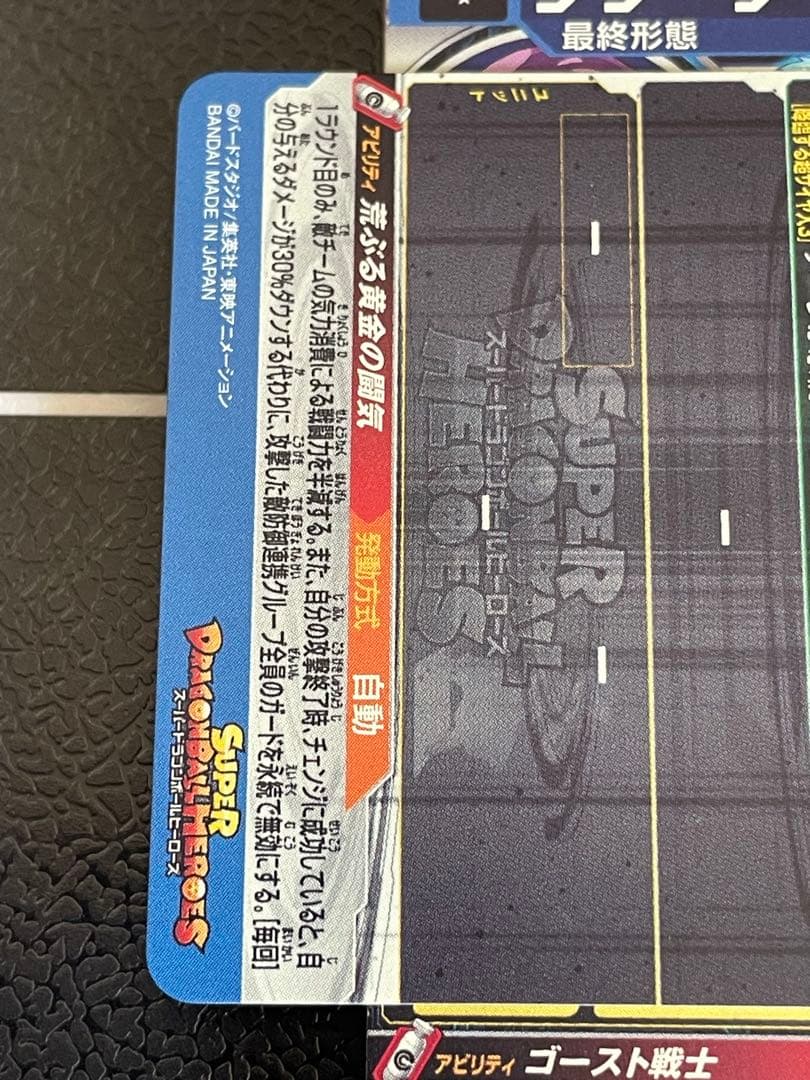 最終形態
ユニット
ー
ー
ー
ー
SUPER
DRAGONBALL
HEROES
スーパードラゴンボールヒーローズ
アビリティ 荒ぶる黄金の闘気 発動方式 自動
1ラウンド目のみ、敵チームの気力消費による戦闘力を半減する。また、自分の攻撃終了時、チェンジに成功していると、自
分の与えるダメージが30%ダウンする代わりに、攻撃した敵防御連携グループ全員のガードを永続で無効にする。[毎回]
©バードスタジオ/集英社・東映アニメーション
BANDAI MADE IN JAPAN
SUPER
DRAGONBALL HEROES
スーパードラゴンボールヒーローズ
アビリティ ゴースト戦士